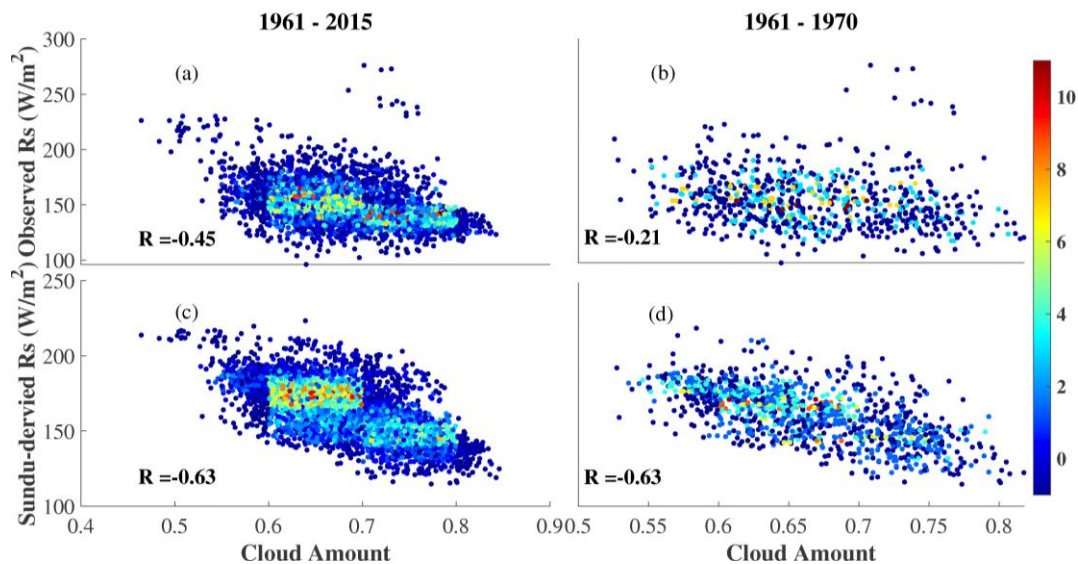 1961 - 2015
1961 - 1970
300
250
200
150
100
Observed Rs (W/m²)
(a)
R =-0.45
(b)
R =-0.21
250
200
150
100
Sundu-dervied Rs (W/m²)
(c)
R =-0.63
(d)
R =-0.63
0.4 0.5 0.6 0.7 0.8 0.9
0.5 0.55 0.6 0.65 0.7 0.75 0.8
Cloud Amount
Cloud Amount
10
8
6
4
2
0